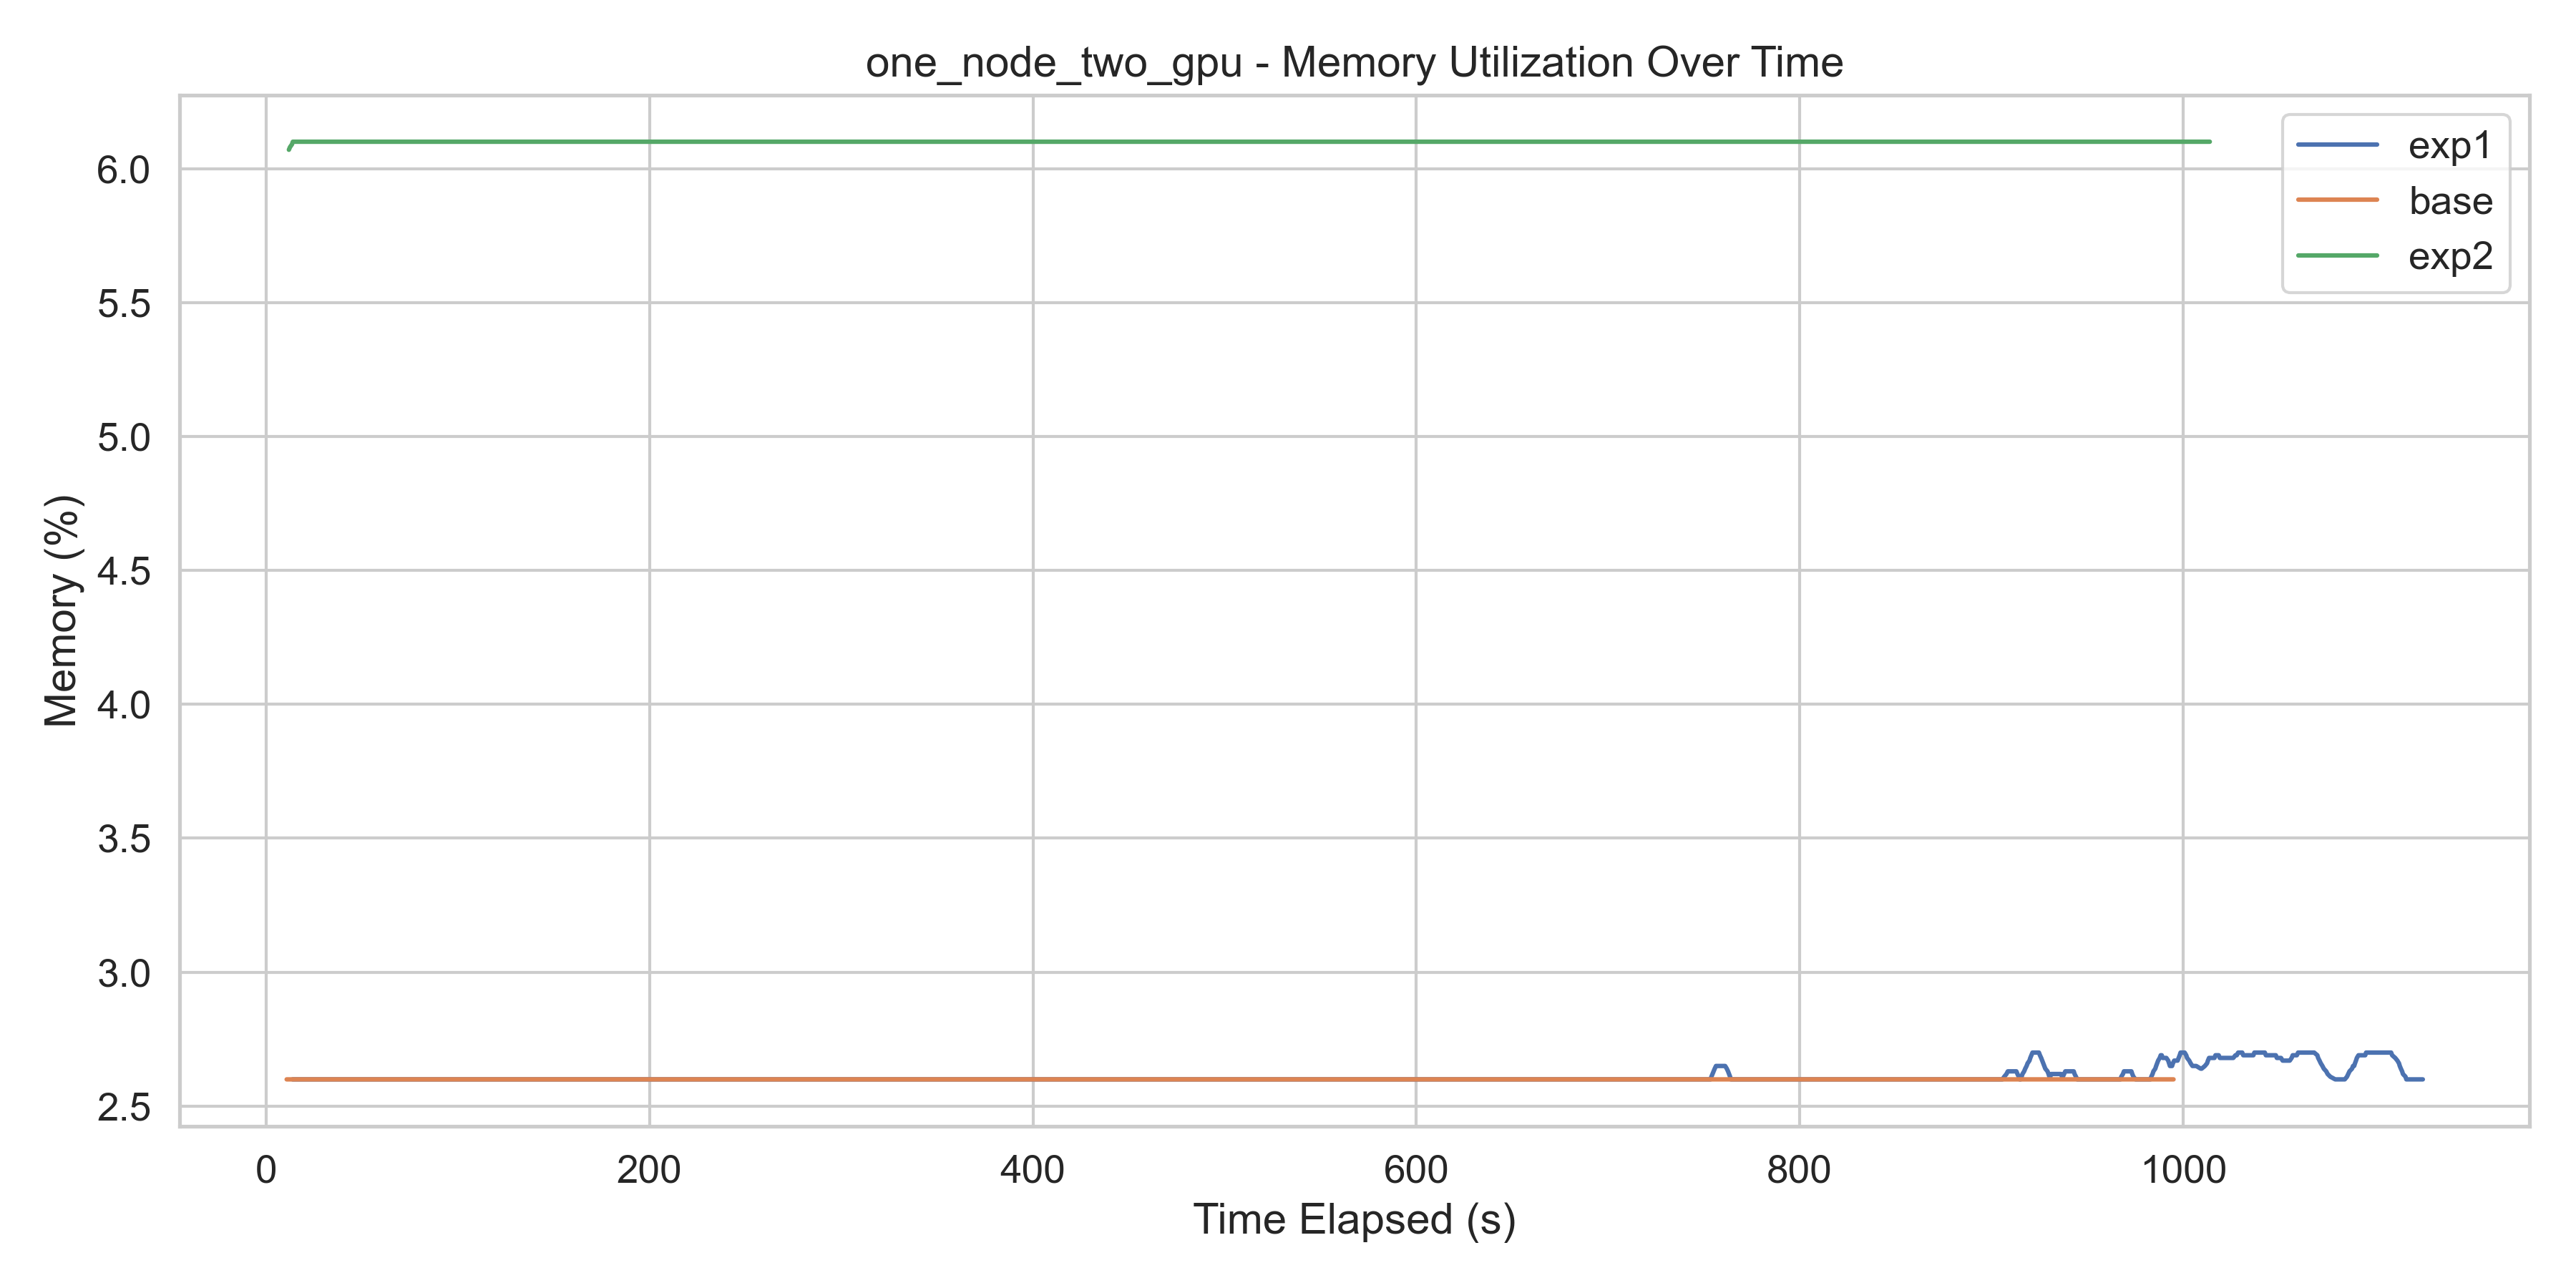 one_node_two_gpu - Memory Utilization Over Time
exp1
base
exp2
Memory (%)
6.0
5.5
5.0
4.5
4.0
3.5
3.0
2.5
0 200 400 600 800 1000
Time Elapsed (s)